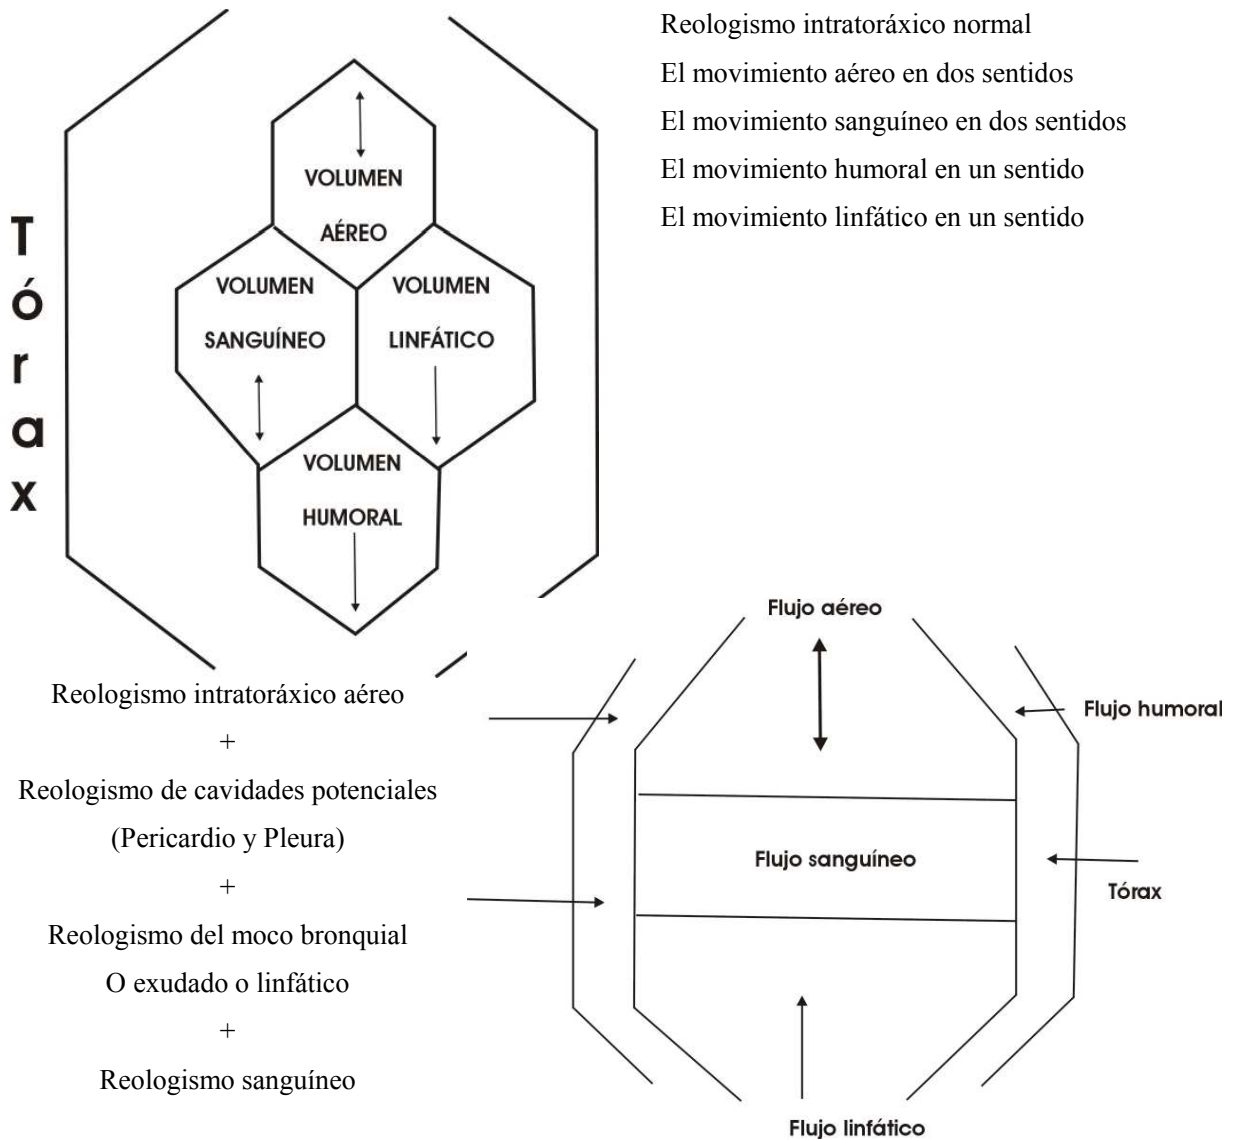 Reologismo intratoráxico normal
El movimiento aéreo en dos sentidos
El movimiento sanguíneo en dos sentidos
El movimiento humoral en un sentido
El movimiento linfático en un sentido
Tórax
VOLUMEN
AÉREO
VOLUMEN
SANGUÍNEO
VOLUMEN
LINFÁTICO
VOLUMEN
HUMORAL
Reologismo intratoráxico aéreo
+
Reologismo de cavidades potenciales
(Pericardio y Pleura)
+
Reologismo del moco bronquial
O exudado o linfático
+
Reologismo sanguíneo
Flujo aéreo
Flujo humoral
Flujo sanguíneo
Tórax
Flujo linfático